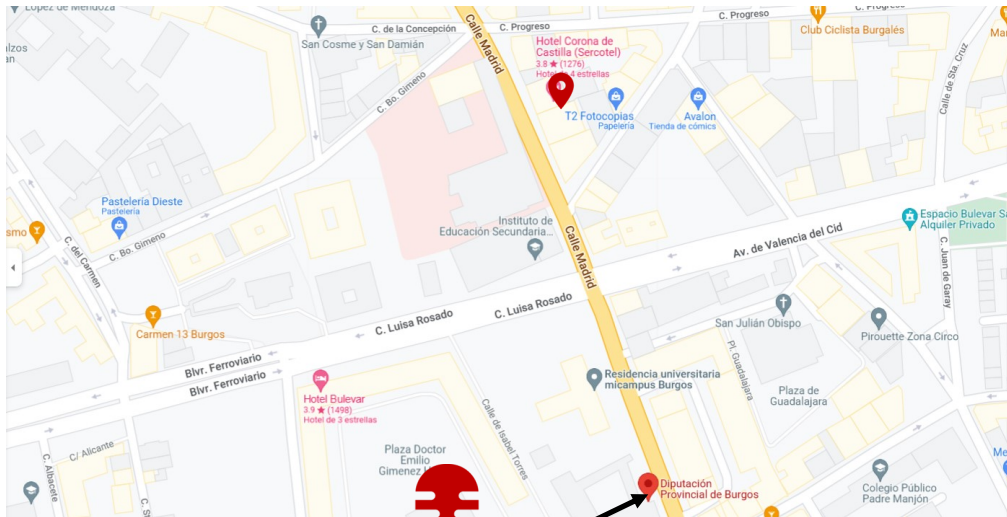 López de Mendoza
C. de la Concepción
C. Progreso
C. Progreso
C. Progreso
San Cosme y San Damián
Calle Madrid
Hotel Corona de
Castilla (Sercotel)
3.8 ★ (1276)
Hotel de 4 estrellas
Club Ciclista Burgalés
C. Bo. Gimeno
T2 Fotocopias
Papelería
Avalon
Tienda de cómics
Calle de Sta. Cruz
Pastelería Dieste
Pastelería
C. Bo. Gimeno
C. del Carmen
Instituto de
Educación Secundaria...
Calle Madrid
Av. de Valencia del Cid
Espacio Bulevar
Alquiler Privado
C. Juan de Garay
Carmen 13 Burgos
C. Luisa Rosado
C. Luisa Rosado
San Julián Obispo
Pirouette Zona Circo
Blvr. Ferroviario
Blvr. Ferroviario
Hotel Bulevar
3.9 ★ (1498)
Hotel de 3 estrellas
Residencia universitaria
micampus Burgos
Pl. Guadalajara
Plaza de
Guadalajara
Calle de Isabel Torres
Plaza Doctor
Emilio
Gimenez
C/ Alicante
C. Albacete
Diputación
Provincial de Burgos
Colegio Público
Padre Manjón